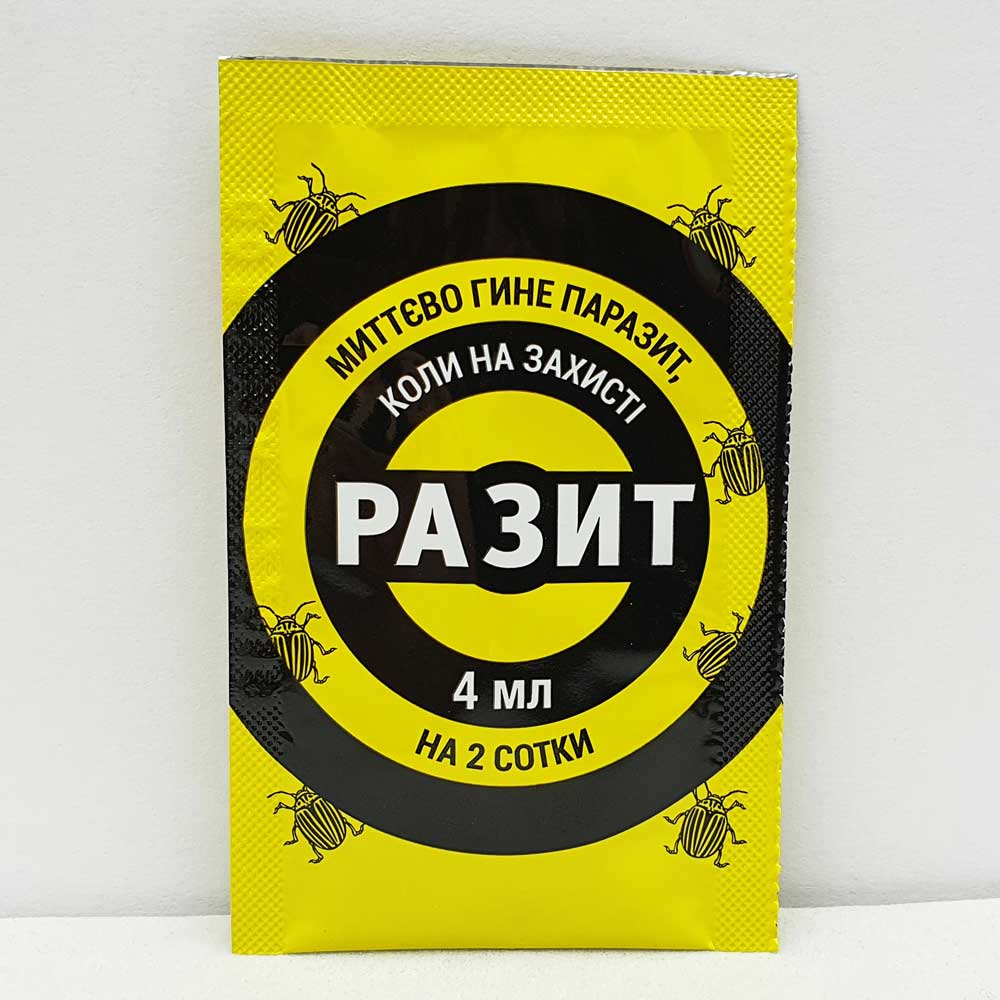 МИТТЄВО ГИНЕ ПАРАЗИТ,
КОЛИ НА ЗАХИСТІ
РАЗИТ
4 мл
НА 2 СОТКИ